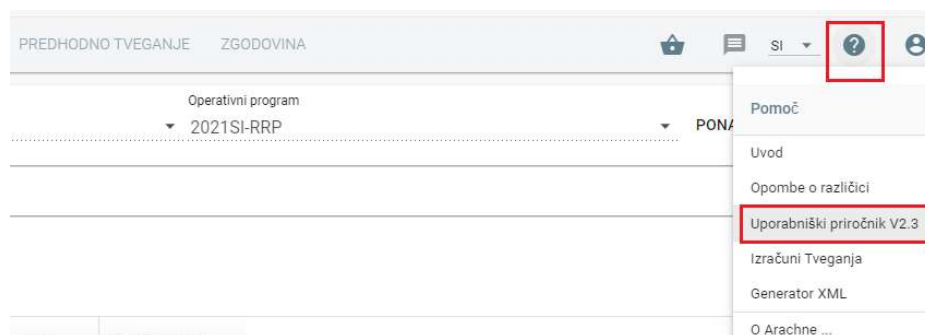 PREDHODNO TVEGANJE ZGODOVINA SI
Operativni program
2021SI-RRP
Pomoč
Uvod
Opombe o različici
Uporabniški priročnik V2.3
Izračuni Tveganja
Generator XML
O Arachne ...